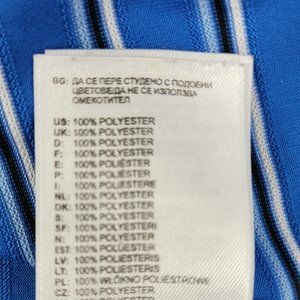 BG: ДА СЕ ПЕРЕ СТУДЕНО С ПОДОБНИ
ЦВЕТОВЕ/ДА НЕ СЕ ИЗПОЛЗВА
ОМЕКОТИТЕЛ
US: 100% POLYESTER
UK: 100% POLYESTER
D: 100% POLYESTER
F: 100% POLYESTER
E: 100% POLIÉSTER
P: 100% POLIÉSTER
I: 100% POLIESTERE
NL: 100% POLYESTER
DK: 100% POLYESTER
S: 100% POLYESTER
SF: 100% POLYESTERI
N: 100% POLYESTER
EST: 100% POLÜESTER
LV: 100% POLIESTERIS
LT: 100% POLIESTERIS
PL: 100% WŁÓKNO POLIESTROWE
CZ: 100% POLYESTER